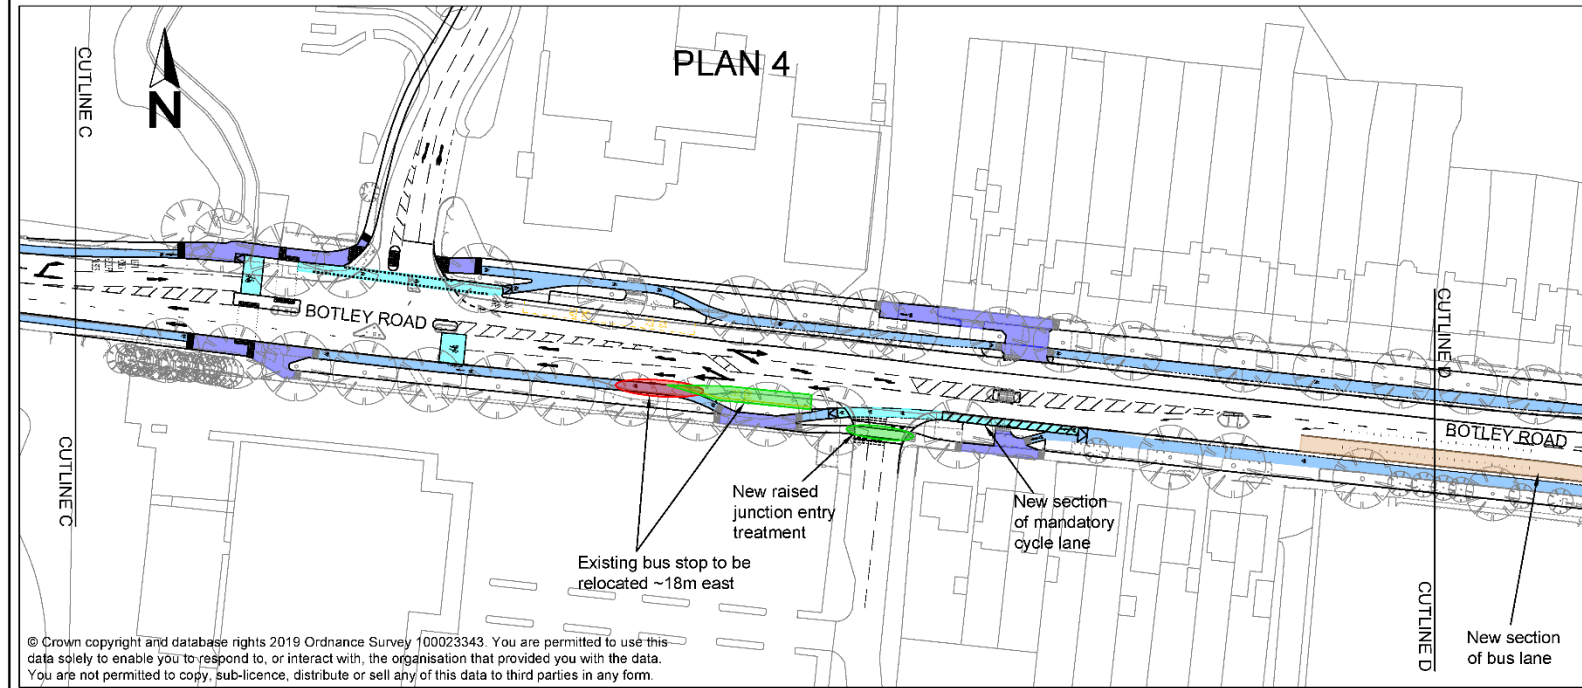 PLAN 4
CUTLINE C
N
BOTLEY ROAD
CUTLINE D
BOTLEY ROAD
CUTLINE C
New raised
junction entry
treatment
New section
of mandatory
cycle lane
Existing bus stop to be
relocated ~18m east
CUTLINE D
New section
of bus lane
© Crown copyright and database rights 2019 Ordnance Survey 100023343. You are permitted to use this
data solely to enable you to respond to, or interact with, the organisation that provided you with the data.
You are not permitted to copy, sub-licence, distribute or sell any of this data to third parties in any form.